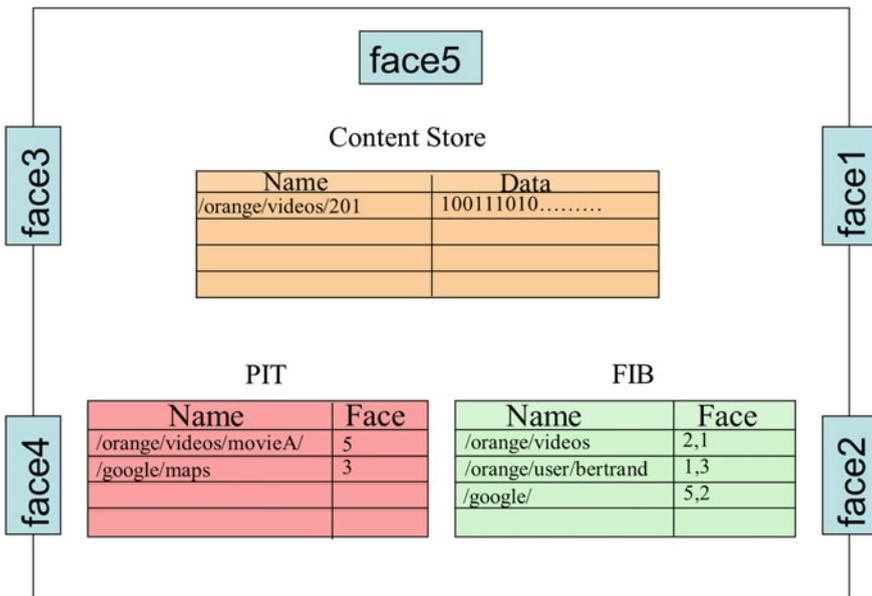 face5
face3
face1
Content Store
Name Data
/orange/videos/201 100111010.........
PIT
Name Face
/orange/videos/movieA/ 5
/google/maps 3
FIB
Name Face
/orange/videos 2,1
/orange/user/bertrand 1,3
/google/ 5,2
face4
face2